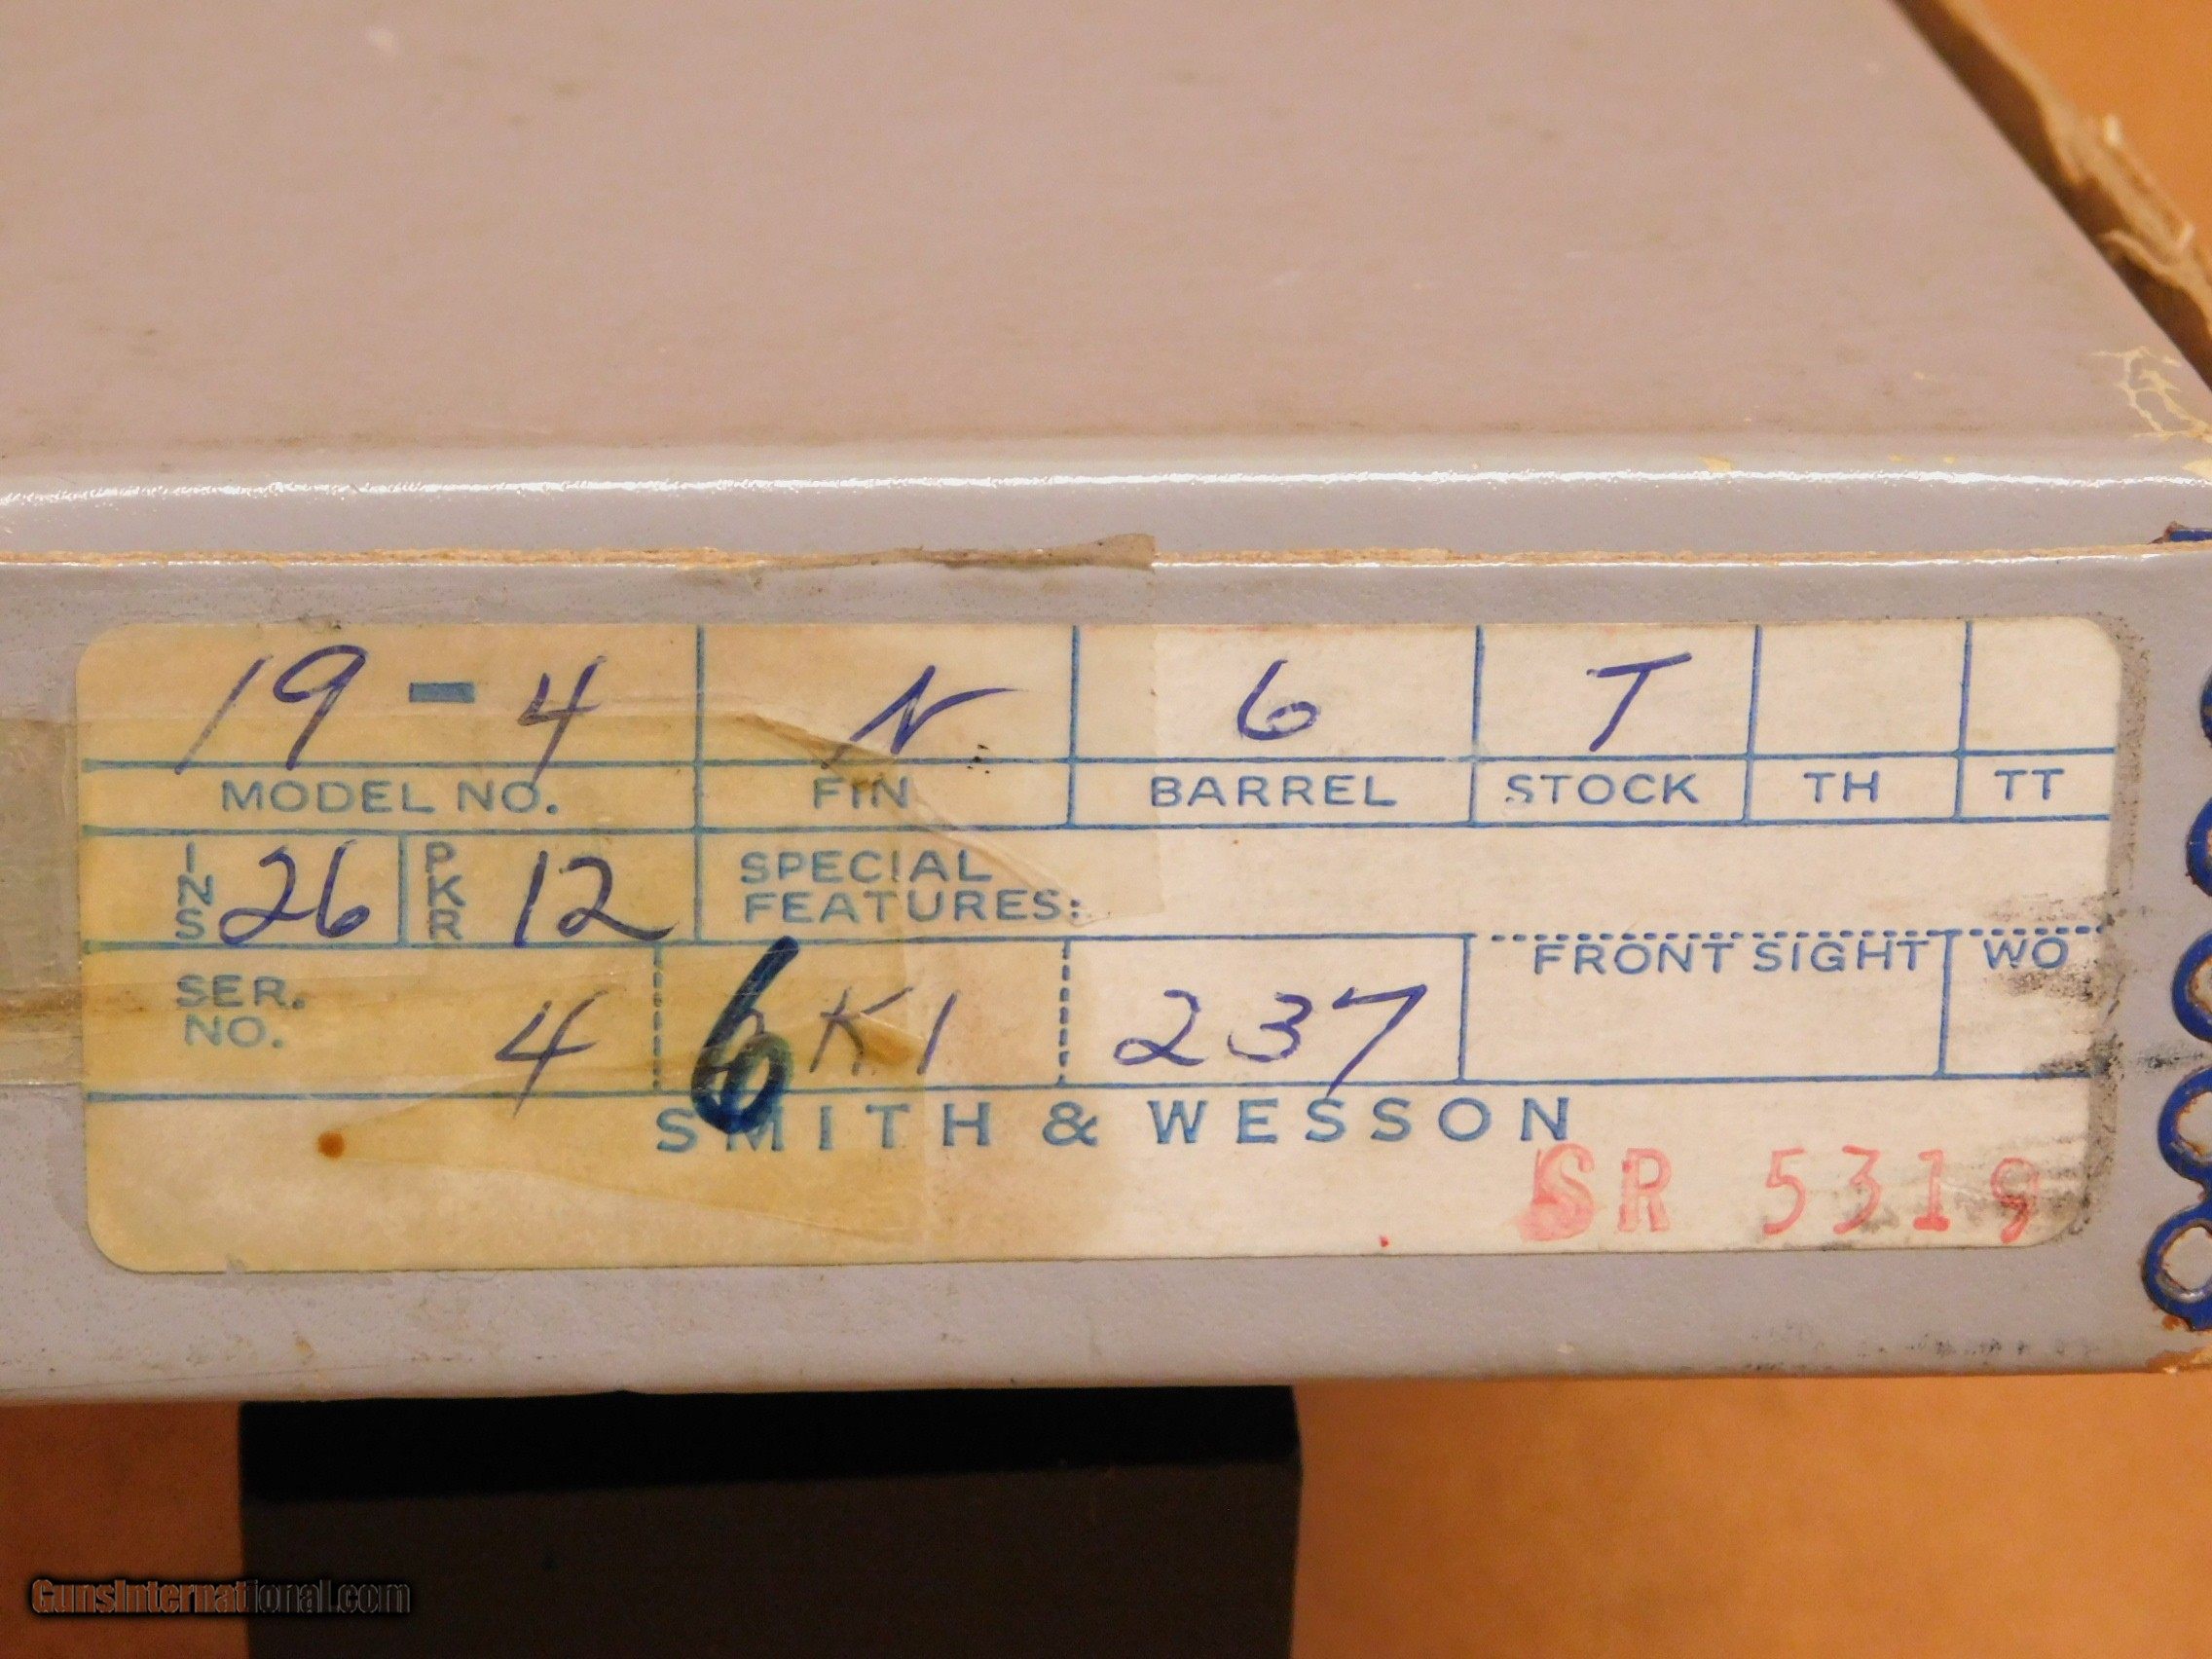 19-4 N 6 T
MODEL NO. FIN BARREL STOCK TH TT
INS 26 PKR 12 SPECIAL FEATURES:
FRONT SIGHT WO
SER. NO. 4 6K1 237
SMITH & WESSON
SR 5319
GunsInternational.com